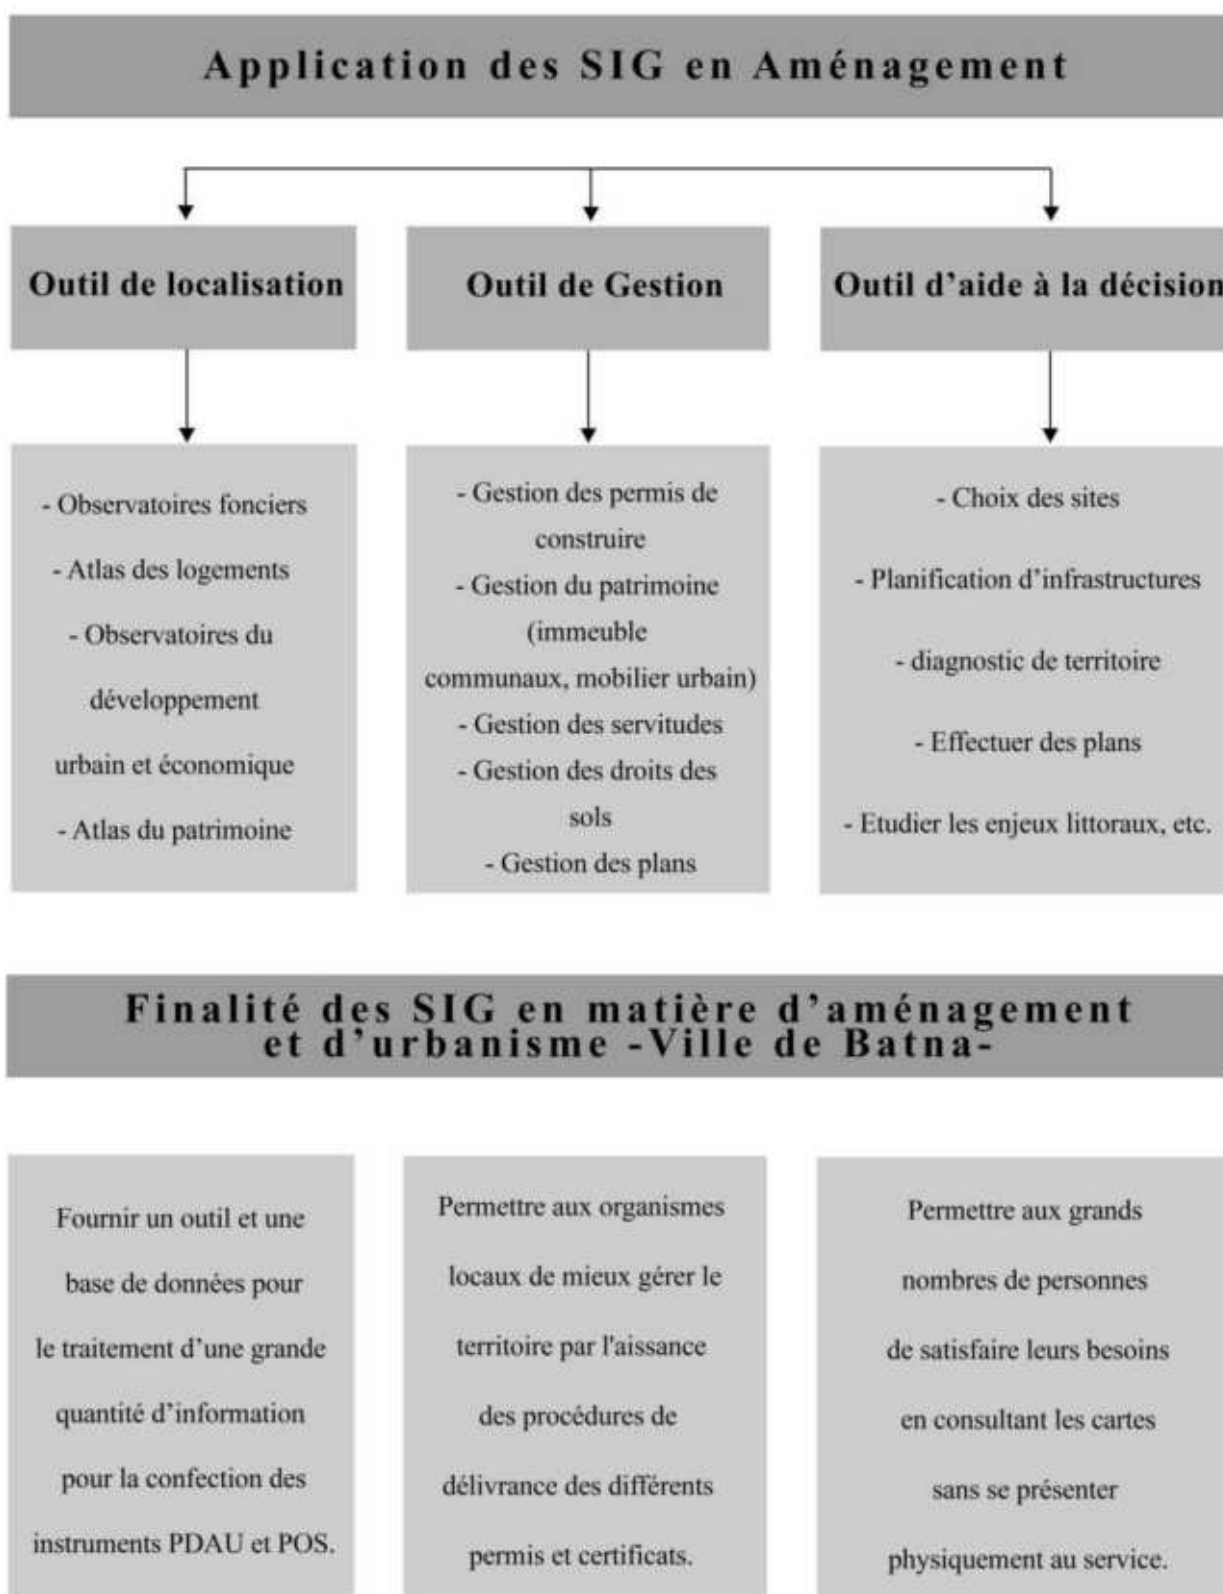 Application des SIG en Aménagement
Outil de localisation
Outil de Gestion
Outil d’aide à la décision
- Observatoires fonciers
- Atlas des logements
- Observatoires du
développement
urbain et économique
- Atlas du patrimoine
- Gestion des permis de
construire
- Gestion du patrimoine
(immeuble
communaux, mobilier urbain)
- Gestion des servitudes
- Gestion des droits des
sols
- Gestion des plans
- Choix des sites
- Planification d’infrastructures
- diagnostic de territoire
- Effectuer des plans
- Etudier les enjeux littoraux, etc.
Finalité des SIG en matière d’aménagement
et d’urbanisme -Ville de Batna-
Fournir un outil et une
base de données pour
le traitement d’une grande
quantité d’information
pour la confection des
instruments PDAU et POS.
Permettre aux organismes
locaux de mieux gérer le
territoire par l'aissance
des procédures de
délivrance des différents
permis et certificats.
Permettre aux grands
nombres de personnes
de satisfaire leurs besoins
en consultant les cartes
sans se présenter
physiquement au service.